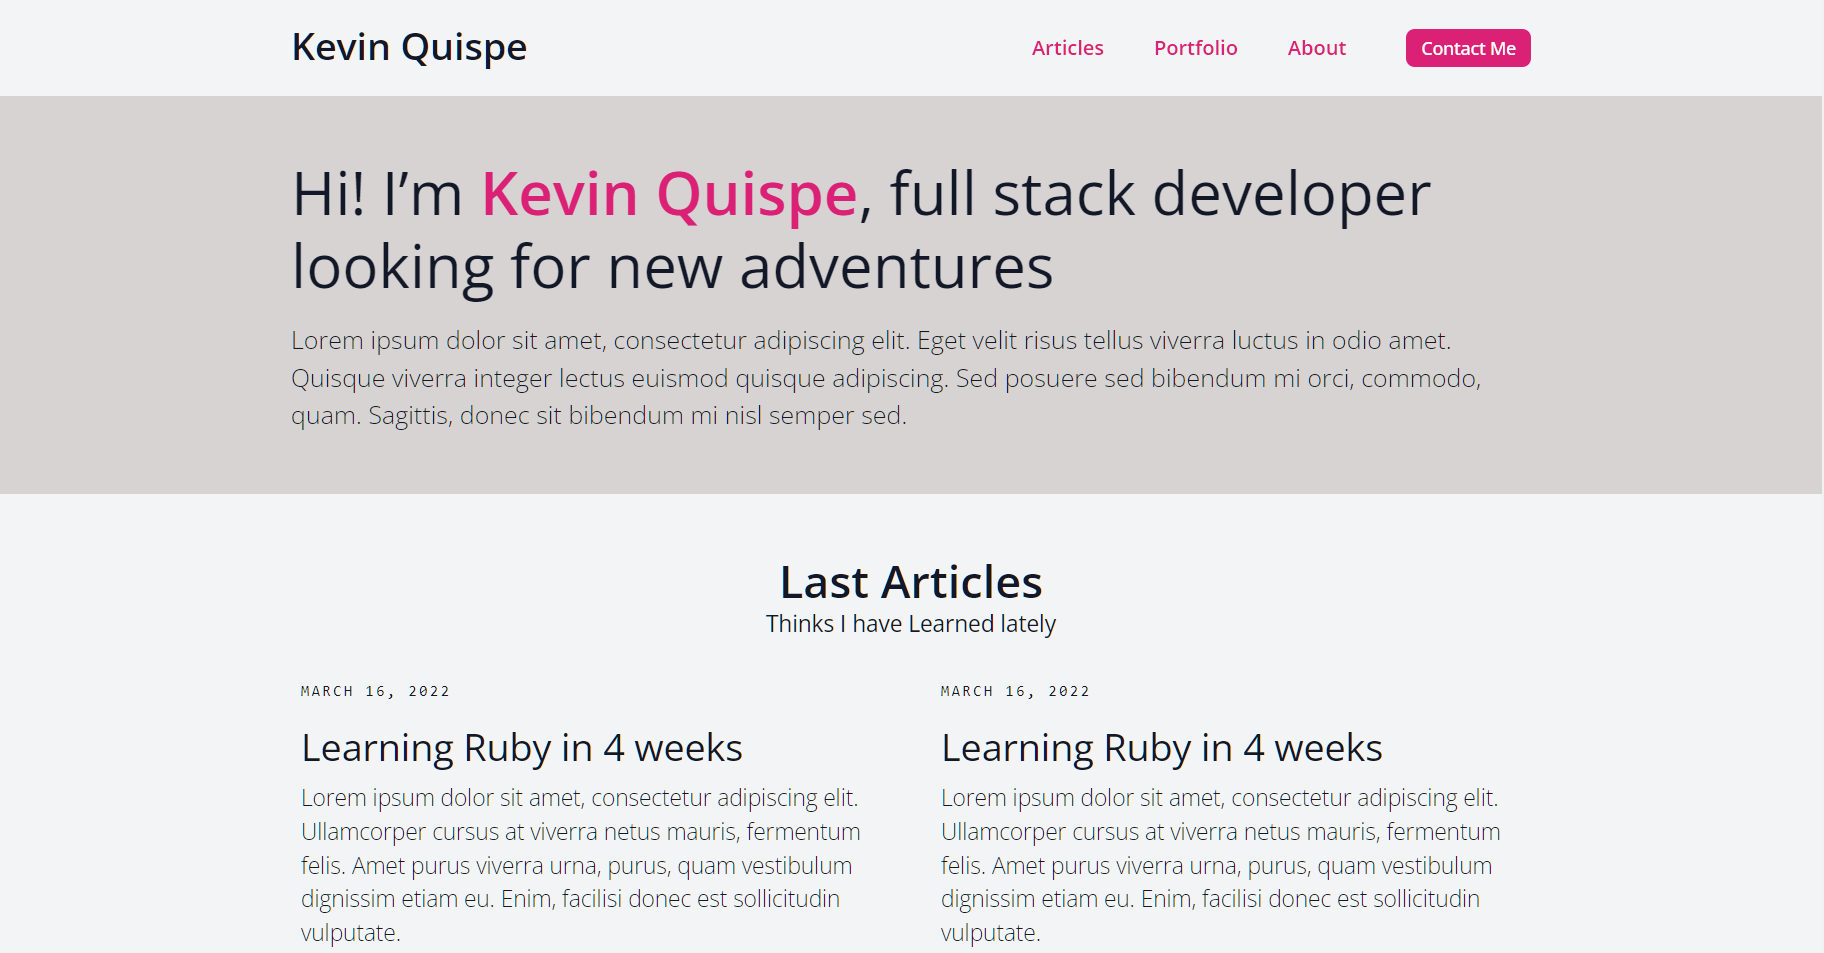 Kevin Quispe
Articles Portfolio About Contact Me
Hi! I’m Kevin Quispe, full stack developer
looking for new adventures
Lorem ipsum dolor sit amet, consectetur adipiscing elit. Eget velit risus tellus viverra luctus in odio amet.
Quisque viverra integer lectus euismod quisque adipiscing. Sed posuere sed bibendum mi orci, commodo,
quam. Sagittis, donec sit bibendum mi nisl semper sed.
Last Articles
Thinks I have Learned lately
MARCH 16, 2022
Learning Ruby in 4 weeks
Lorem ipsum dolor sit amet, consectetur adipiscing elit.
Ullamcorper cursus at viverra netus mauris, fermentum
felis. Amet purus viverra urna, purus, quam vestibulum
dignissim etiam eu. Enim, facilisi donec est sollicitudin
vulputate.
MARCH 16, 2022
Learning Ruby in 4 weeks
Lorem ipsum dolor sit amet, consectetur adipiscing elit.
Ullamcorper cursus at viverra netus mauris, fermentum
felis. Amet purus viverra urna, purus, quam vestibulum
dignissim etiam eu. Enim, facilisi donec est sollicitudin
vulputate.